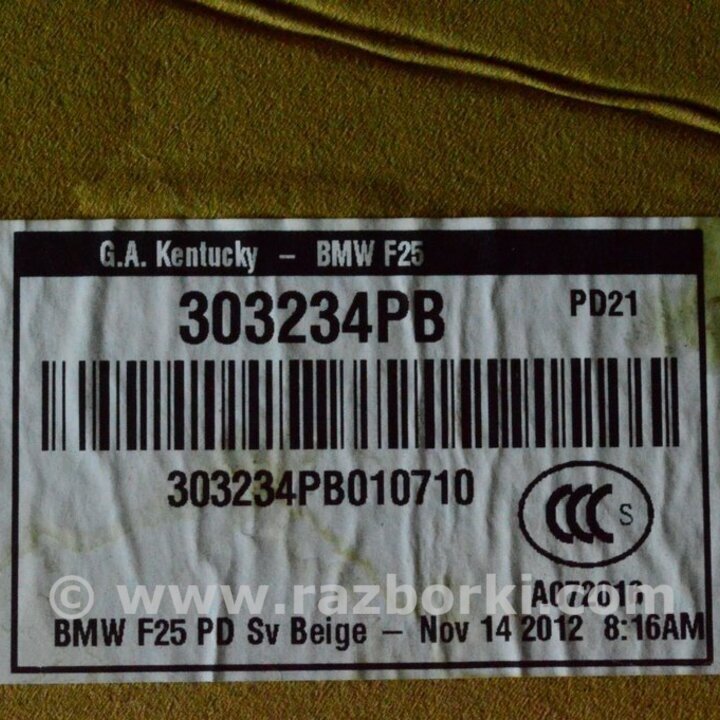 G.A. Kentucky – BMW F25
303234PB PD21
303234PB010710
CCC S
© www.razborki.com
BMW F25 PD Sv Beige – Nov 14 2012 8:16AM